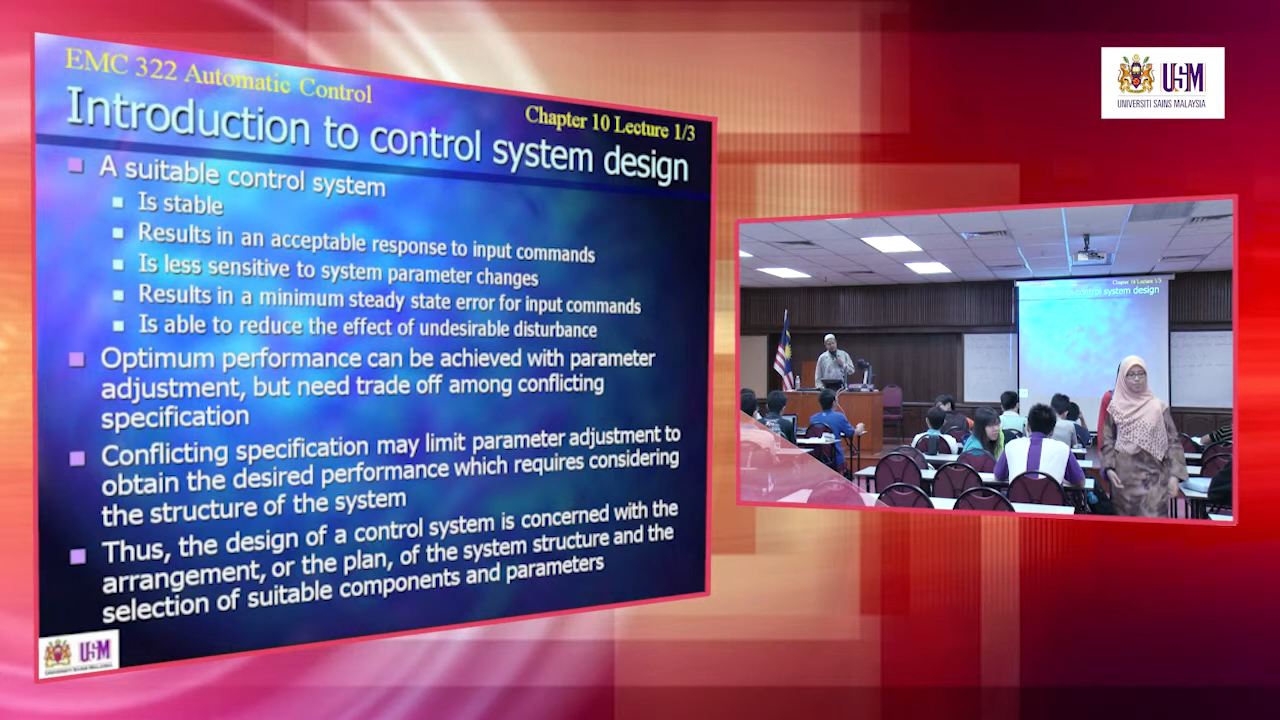 EMC 322 Automatic Control
Chapter 10 Lecture 1/3
Introduction to control system design
A suitable control system
Is stable
Results in an acceptable response to input commands
Is less sensitive to system parameter changes
Results in a minimum steady state error for input commands
Is able to reduce the effect of undesirable disturbance
Optimum performance can be achieved with parameter
adjustment, but need trade off among conflicting
specification
Conflicting specification may limit parameter adjustment to
obtain the desired performance which requires considering
the structure of the system
Thus, the design of a control system is concerned with the
arrangement, or the plan, of the system structure and the
selection of suitable components and parameters
USM
UNIVERSITI SAINS MALAYSIA
USM
UNIVERSITI SAINS MALAYSIA
Chapter 10 Lecture 1/3
control system design